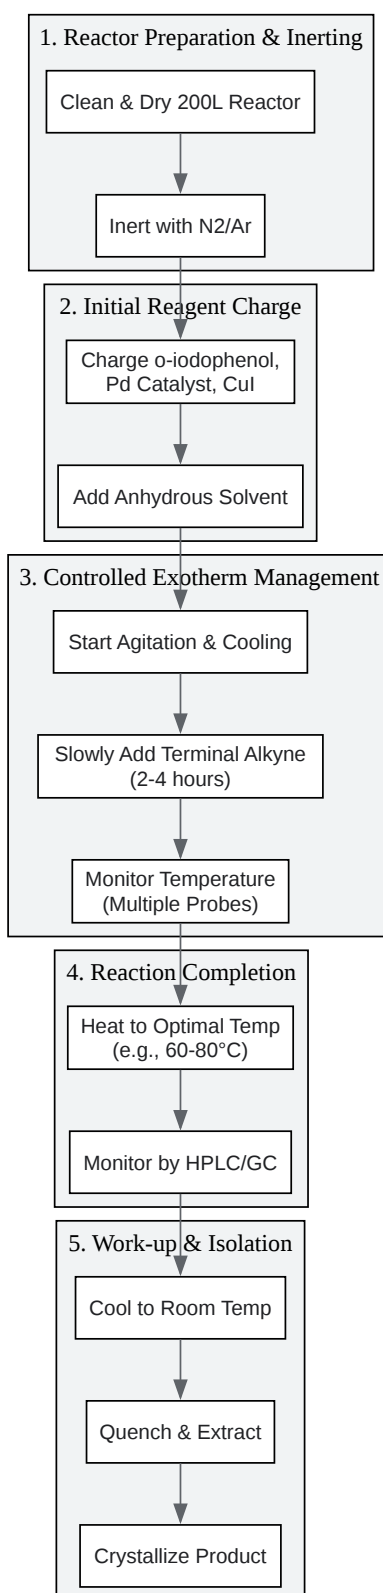 1. Reactor Preparation & Inerting
Clean & Dry 200L Reactor
Inert with N2/Ar
2. Initial Reagent Charge
Charge o-iodophenol,
Pd Catalyst, CuI
Add Anhydrous Solvent
3. Controlled Exotherm Management
Start Agitation & Cooling
Slowly Add Terminal Alkyne
(2-4 hours)
Monitor Temperature
(Multiple Probes)
4. Reaction Completion
Heat to Optimal Temp
(e.g., 60-80°C)
Monitor by HPLC/GC
5. Work-up & Isolation
Cool to Room Temp
Quench & Extract
Crystallize Product